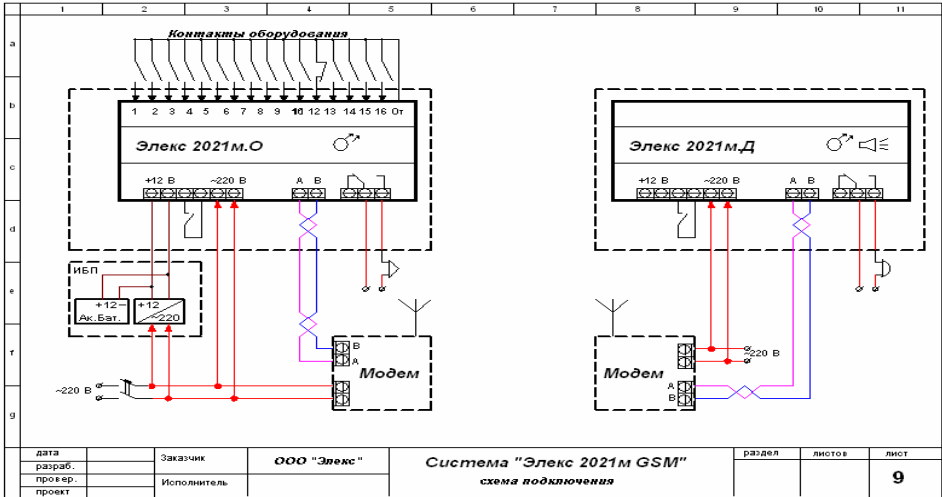 1 2 3 4 5 6 7 8 9 10 11
a
b
c
d
e
f
g
Контакты оборудования
1 2 3 4 5 6 7 8 9 10 11 12 13 14 15 16 От
Элекс 2021м.О
+12 В ~220 В А В
ИБП
+12 –
Ак.Бат.
+12
~220
~220 В
В
А
Модем
Элекс 2021м.Д
+12 В ~220 В А В
~220 В
Модем
А
В
дата
разраб.
провер.
проект
Заказчик
ООО "Элекс"
Исполнитель
Система "Элекс 2021м GSM"
схема подключения
раздел листов лист
9